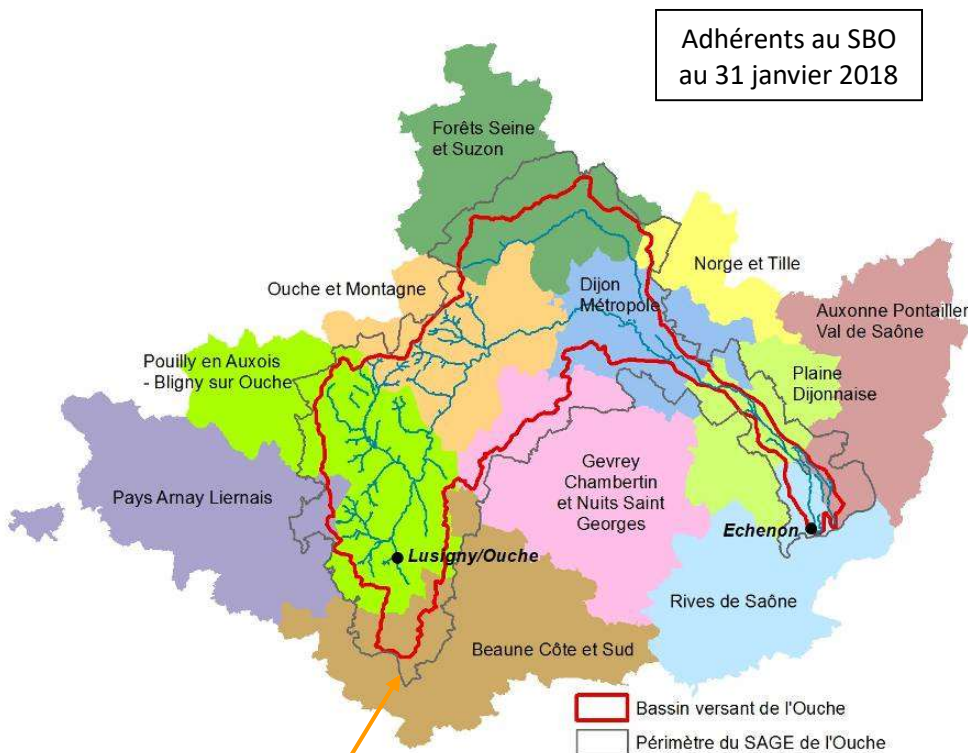 Adhérents au SBO
au 31 janvier 2018
Forêts Seine
et Suzon
Norge et Tille
Ouche et Montagne
Dijon
Métropole
Auxonne Pontailler
Val de Saône
Pouilly en Auxois
- Bligny sur Ouche
Plaine
Dijonnaise
Pays Arnay Liernais
Gevrey
Chambertin
et Nuits Saint
Georges
Echenon
Lusigny/Ouche
Rives de Saône
Beaune Côte et Sud
Bassin versant de l'Ouche
Périmètre du SAGE de l'Ouche